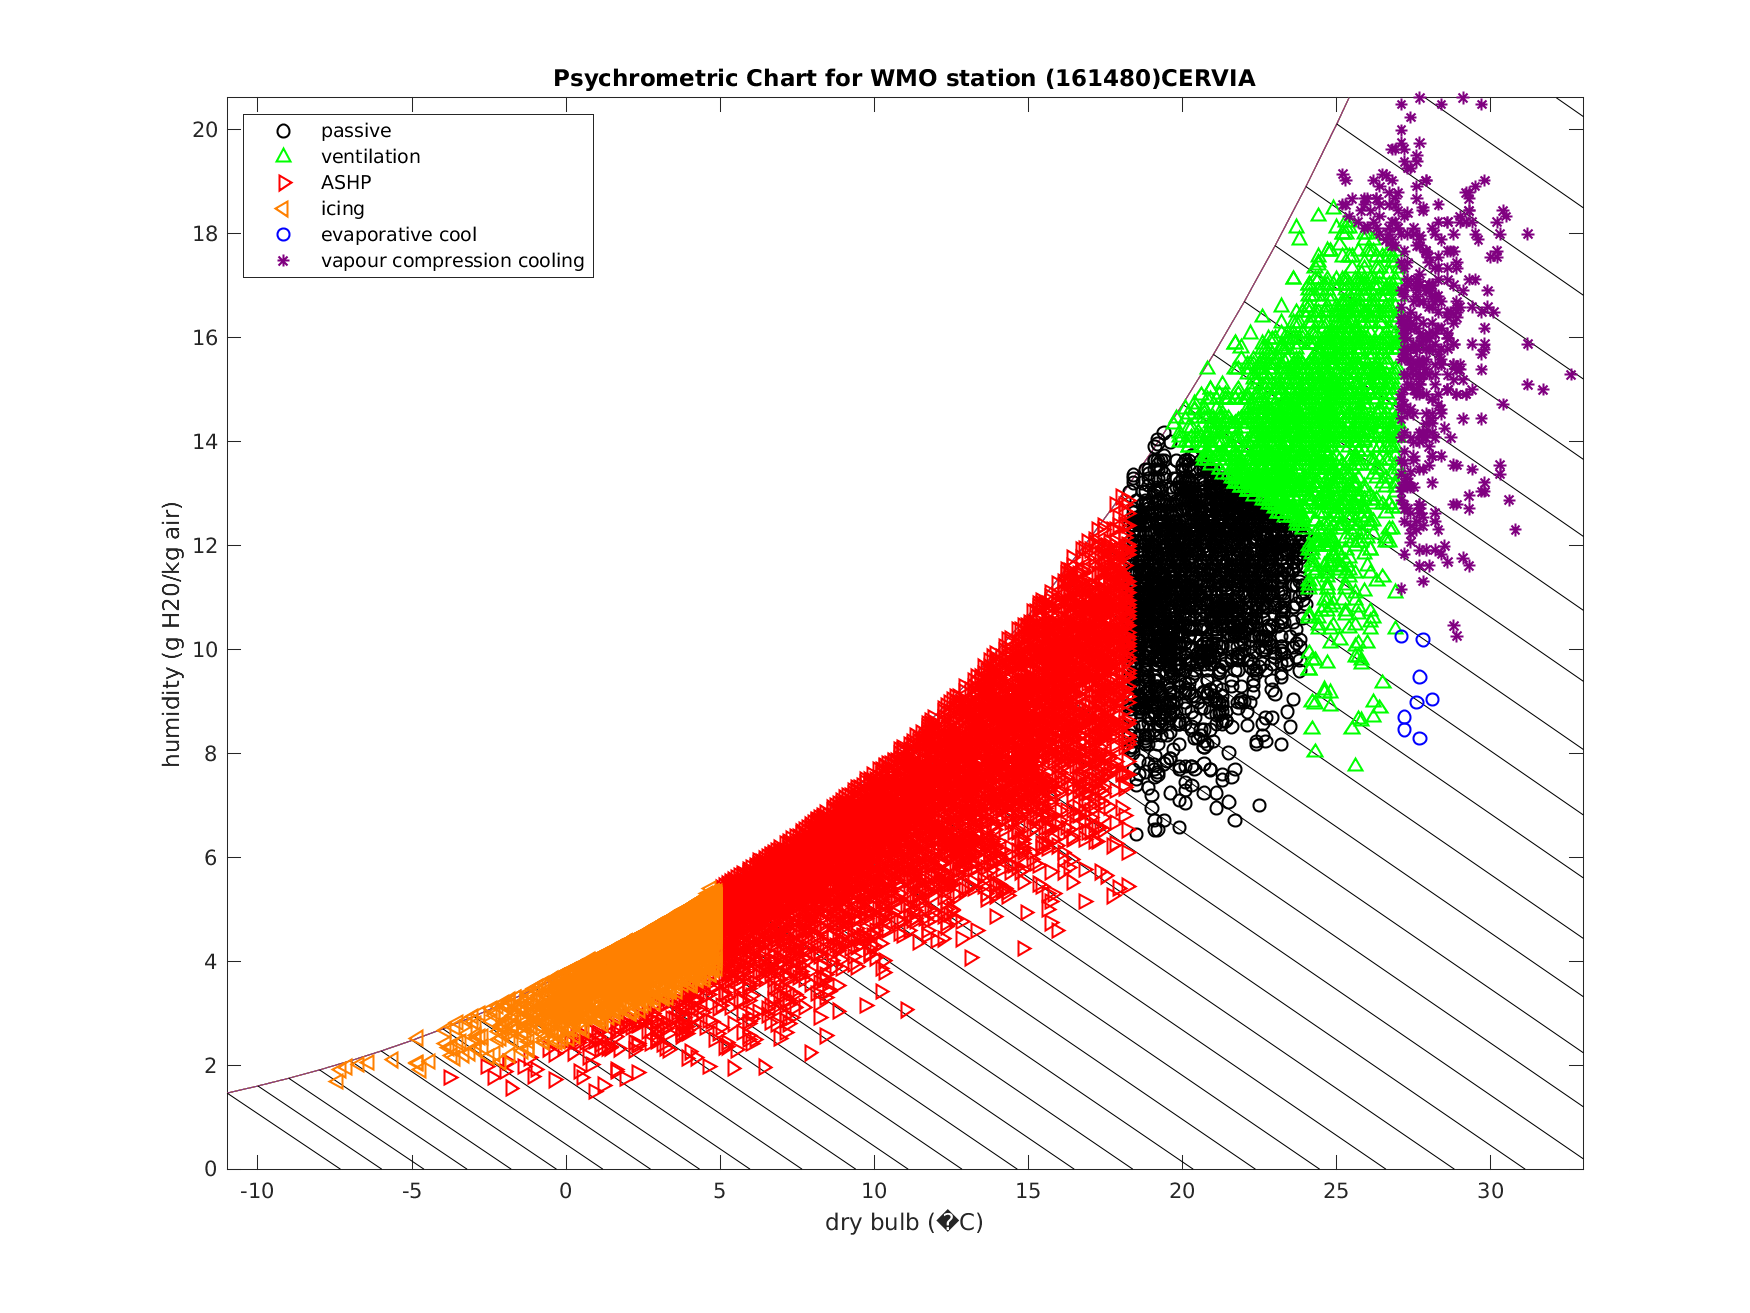 Psychrometric Chart for WMO station (161480)CERVIA
passive
ventilation
ASHP
icing
evaporative cool
vapour compression cooling
humidity (g H20/kg air)
20
18
16
14
12
10
8
6
4
2
0
-10 -5 0 5 10 15 20 25 30
dry bulb (�C)